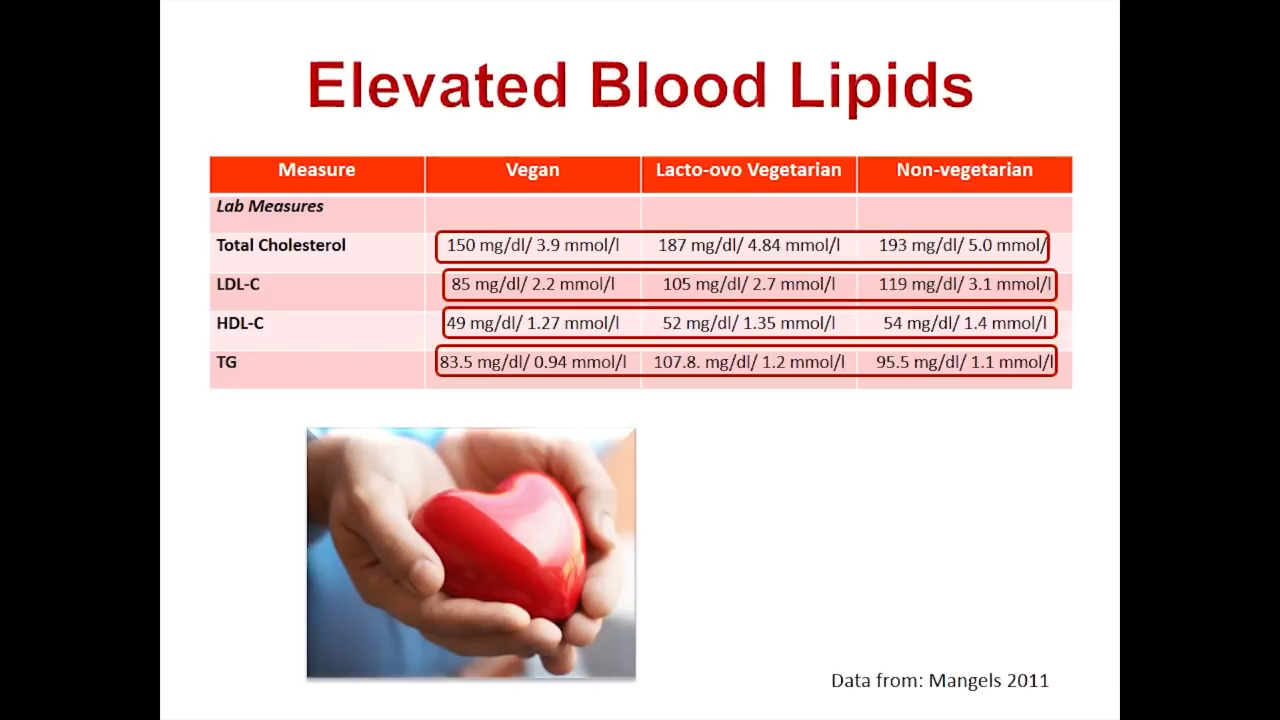 Elevated Blood Lipids
Measure Vegan Lacto-ovo Vegetarian Non-vegetarian
Lab Measures
Total Cholesterol 150 mg/dl/ 3.9 mmol/l 187 mg/dl/ 4.84 mmol/l 193 mg/dl/ 5.0 mmol/
LDL-C 85 mg/dl/ 2.2 mmol/l 105 mg/dl/ 2.7 mmol/l 119 mg/dl/ 3.1 mmol/l
HDL-C 49 mg/dl/ 1.27 mmol/l 52 mg/dl/ 1.35 mmol/l 54 mg/dl/ 1.4 mmol/l
TG 83.5 mg/dl/ 0.94 mmol/l 107.8. mg/dl/ 1.2 mmol/l 95.5 mg/dl/ 1.1 mmol/l
Data from: Mangels 2011